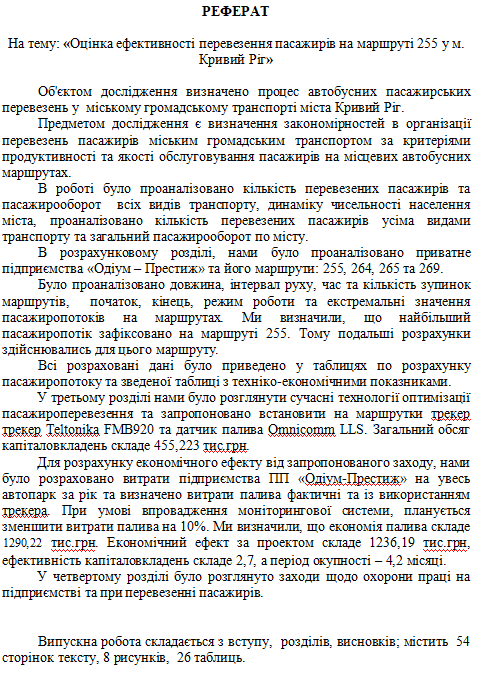 РЕФЕРАТ
На тему: «Оцінка ефективності перевезення пасажирів на маршруті 255 у м.
Кривий Ріг»
Об'єктом дослідження визначено процес автобусних пасажирських
перевезень у міському громадському транспорті міста Кривий Ріг.
Предметом дослідження є визначення закономірностей в організації
перевезень пасажирів міським громадським транспортом за критеріями
продуктивності та якості обслуговування пасажирів на місцевих автобусних
маршрутах.
В роботі було проаналізовано кількість перевезених пасажирів та
пасажирооборот всіх видів транспорту, динаміку чисельності населення
міста, проаналізовано кількість перевезених пасажирів усіма видами
транспорту та загальний пасажирооборот по місту.
В розрахунковому розділі, нами було проаналізовано приватне
підприємства «Одіум – Престиж» та його маршрути: 255, 264, 265 та 269.
Було проаналізовано довжина, інтервал руху, час та кількість зупинок
маршрутів, початок, кінець, режим роботи та екстремальні значення
пасажиропотоків на маршрутах. Ми визначили, що найбільший
пасажиропотік зафіксовано на маршруті 255. Тому подальші розрахунки
здійснювались для цього маршруту.
Всі розраховані дані було приведено у таблицях по розрахунку
пасажиропотоку та зведеної таблиці з техніко-економічними показниками.
У третьому розділі нами було розглянути сучасні технології оптимізації
пасажироперевезення та запропоновано встановити на маршрутки трекер
трекер Teltonika FMB920 та датчик палива Omnicomm LLS. Загальний обсяг
капіталовкладень складе 455,223 тис.грн.
Для розрахунку економічного ефекту від запропонованого заходу, нами
було розраховано витрати підприємства ПП «Одіум-Престиж» на увесь
автопарк за рік та визначено витрати палива фактичні та із використанням
трекера. При умові впровадження моніторингової системи, планується
зменшити витрати палива на 10%. Ми визначили, що економія палива складе
1290,22 тис.грн. Економічний ефект за проектом складе 1236,19 тис.грн,
ефективність капіталовкладень складе 2,7, а період окупності – 4,2 місяці.
У четвертому розділі було розглянуто заходи щодо охорони праці на
підприємстві та при перевезенні пасажирів.
Випускна робота складається з вступу, розділів, висновків; містить 54
сторінок тексту, 8 рисунків, 26 таблиць.